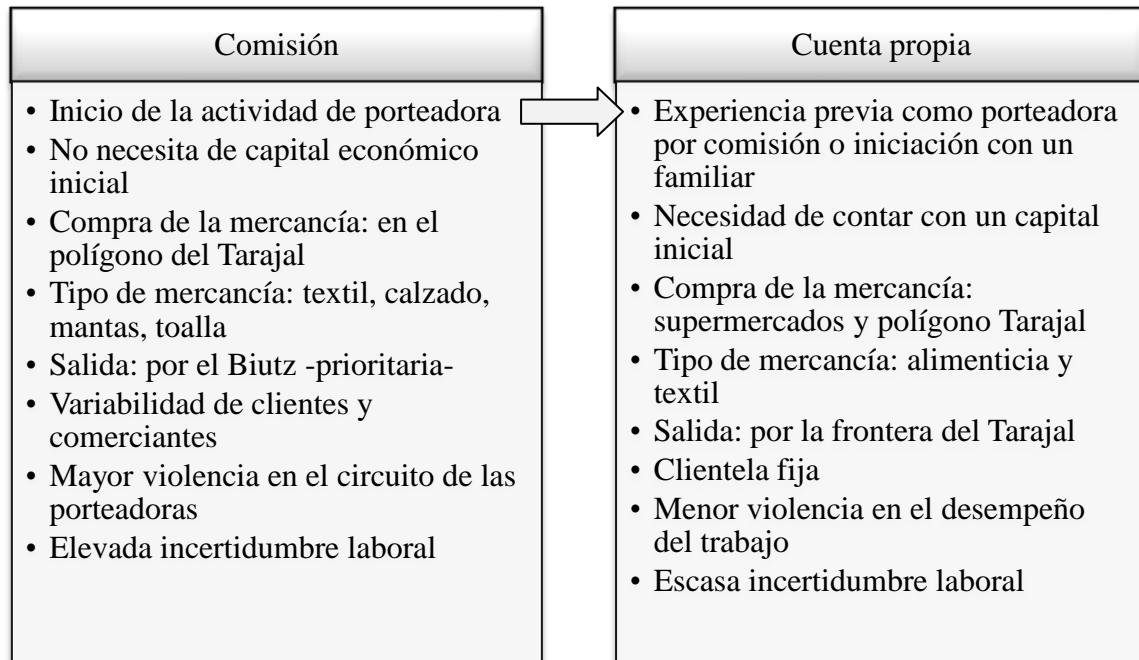 Comisión
• Inicio de la actividad de porteadora
• No necesita de capital económico
inicial
• Compra de la mercancía: en el
polígono del Tarajal
• Tipo de mercancía: textil, calzado,
mantas, toalla
• Salida: por el Biutz -prioritaria-
• Variabilidad de clientes y
comerciantes
• Mayor violencia en el circuito de las
porteadoras
• Elevada incertidumbre laboral
Cuenta propia
• Experiencia previa como porteadora
por comisión o iniciación con un
familiar
• Necesidad de contar con un capital
inicial
• Compra de la mercancía:
supermercados y polígono Tarajal
• Tipo de mercancía: alimenticia y
textil
• Salida: por la frontera del Tarajal
• Clientela fija
• Menor violencia en el desempeño
del trabajo
• Escasa incertidumbre laboral